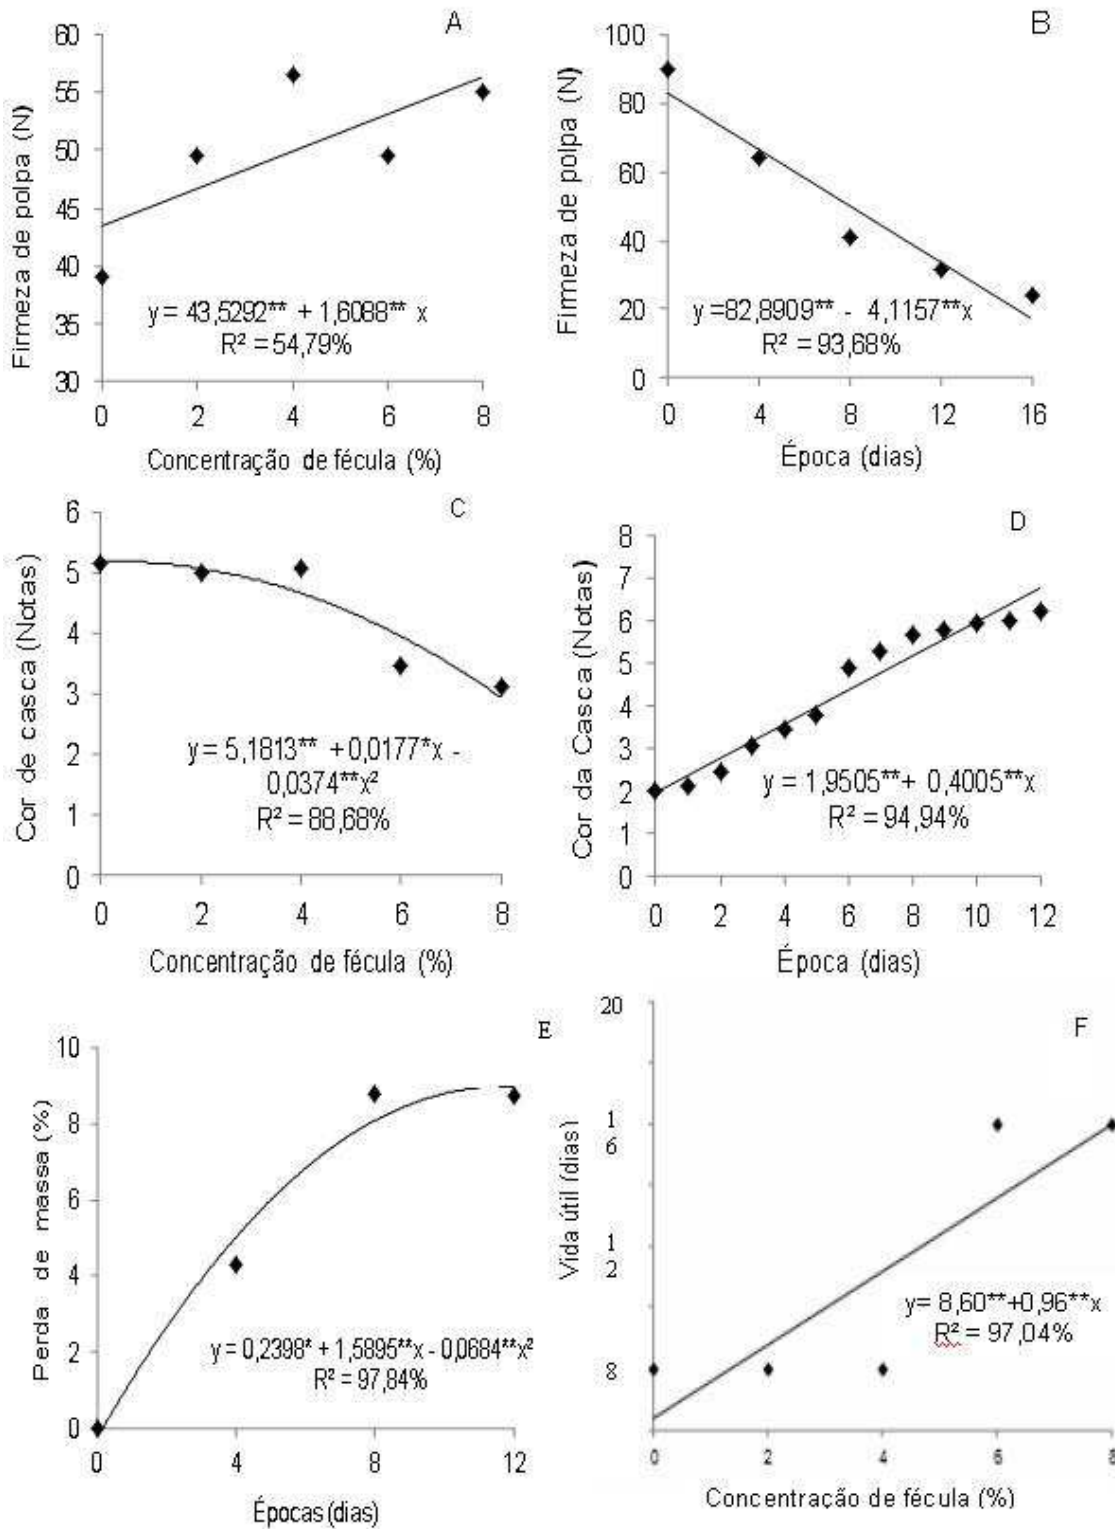 A
Firmeza de polpa (N)
60
55
50
45
40
35
30
y = 43,5292** + 1,6088** x
R² = 54,79%
0 2 4 6 8
Concentração de fécula (%)
B
Firmeza de polpa (N)
100
80
60
40
20
0
y =82,8909** - 4,1157**x
R² = 93,68%
0 4 8 12 16
Época (dias)
C
Cor de casca (Notas)
6
5
4
3
2
1
0
y = 5,1813** +0,0177*x -
0,0374**x²
R² = 88,68%
0 2 4 6 8
Concentração de fécula (%)
D
Cor da Casca (Notas)
8
7
6
5
4
3
2
1
0
y = 1,9505**+ 0,4005**x
R² = 94,94%
0 2 4 6 8 10 12
Época (dias)
E
Perda de massa (%)
10
8
6
4
2
0
y = 0,2398* + 1,5895**x - 0,0684**x²
R² = 97,84%
0 4 8 12
Épocas (dias)
F
Vida útil (dias)
20
1
6
1
2
8
y= 8,60**+0,96**x
R² = 97,04%
0 2 4 6 8
Concentração de fécula (%)